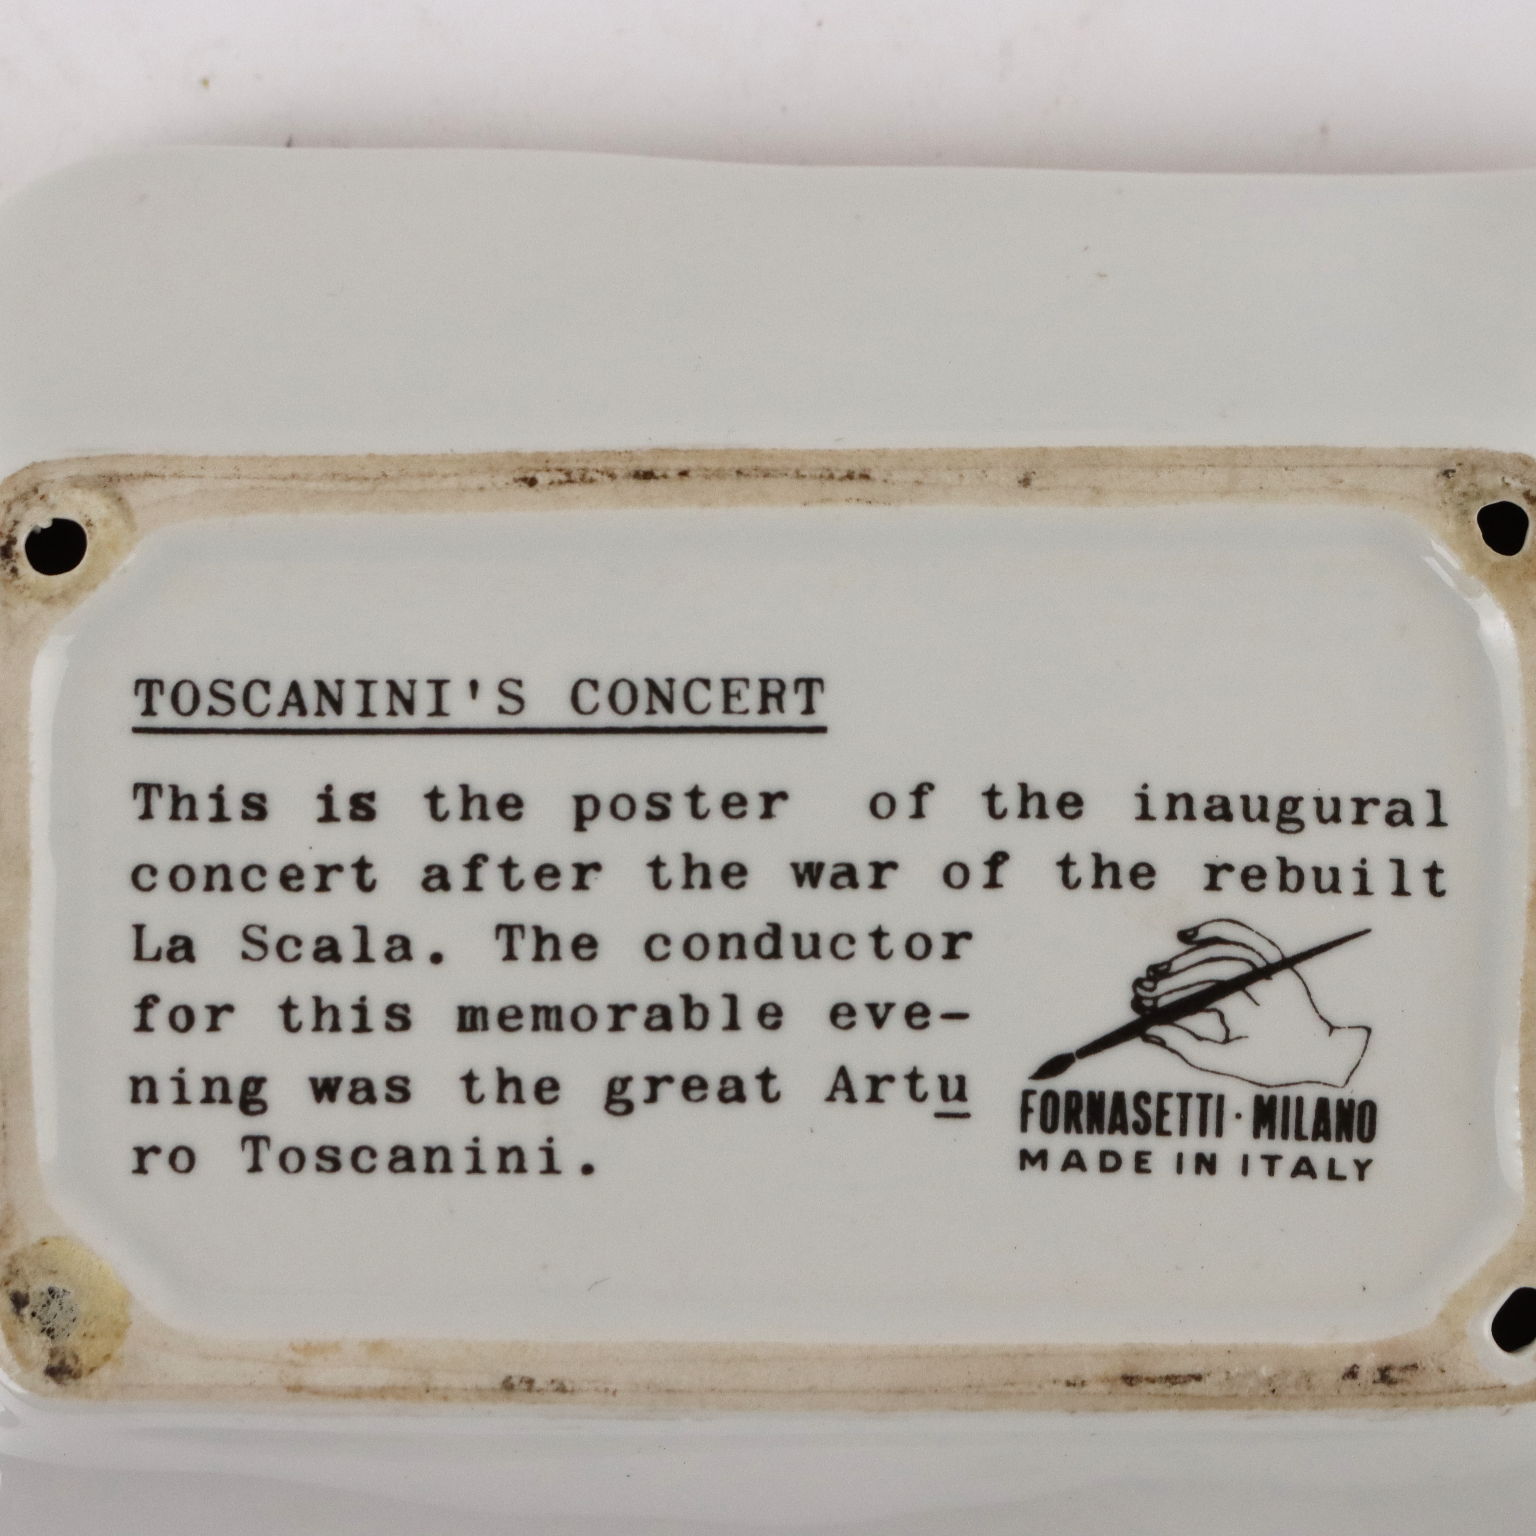 TOSCANINI'S CONCERT
This is the poster of the inaugural
concert after the war of the rebuilt
La Scala. The conductor
for this memorable eve-
ning was the great Artu
ro Toscanini.
FORNASETTI · MILANO
MADE IN ITALY